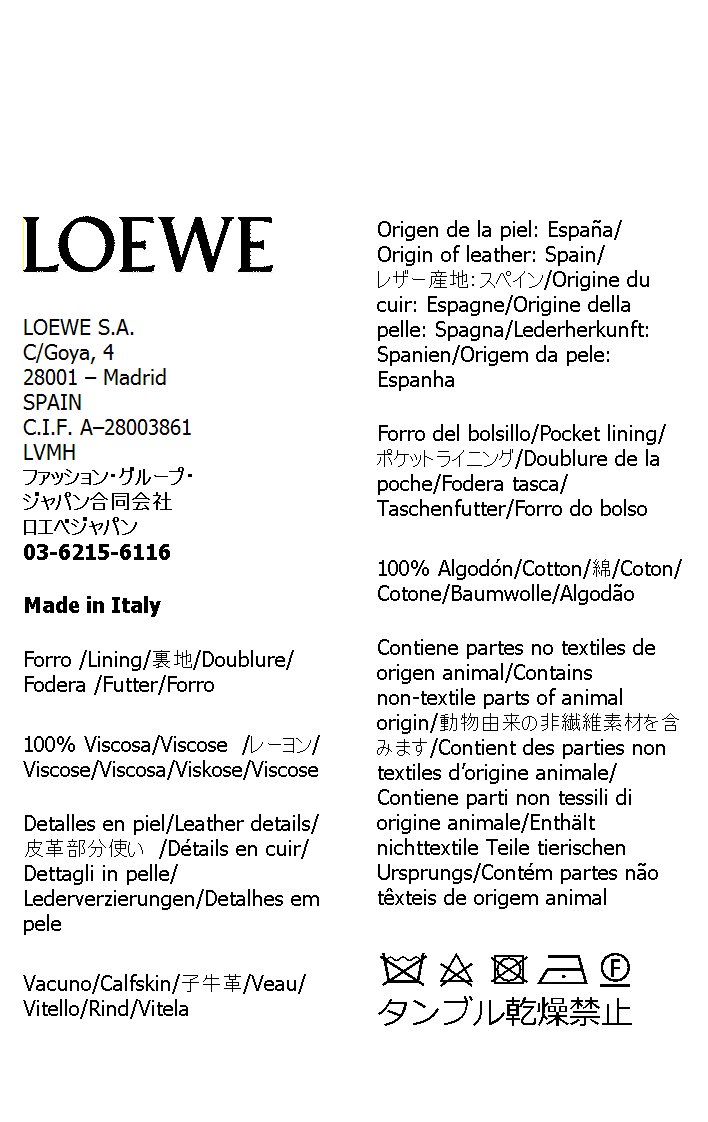 LOEWE
LOEWE S.A.
C/Goya, 4
28001 – Madrid
SPAIN
C.I.F. A–28003861
LVMH
ファッション・グループ・
ジャパン合同会社
ロエベジャパン
03-6215-6116
Made in Italy
Forro /Lining/裏地/Doublure/
Fodera /Futter/Forro
100% Viscosa/Viscose /レーヨン/
Viscose/Viscosa/Viskose/Viscose
Detalles en piel/Leather details/
皮革部分使い /Détails en cuir/
Dettagli in pelle/
Lederverzierungen/Detalhes em
pele
Vacuno/Calfskin/子牛革/Veau/
Vitello/Rind/Vitela
Origen de la piel: España/
Origin of leather: Spain/
レザー産地：スペイン/Origine du
cuir: Espagne/Origine della
pelle: Spagna/Lederherkunft:
Spanien/Origem da pele:
Espanha
Forro del bolsillo/Pocket lining/
ポケットライニング/Doublure de la
poche/Fodera tasca/
Taschenfutter/Forro do bolso
100% Algodón/Cotton/綿/Coton/
Cotone/Baumwolle/Algodão
Contiene partes no textiles de
origen animal/Contains
non-textile parts of animal
origin/動物由来の非繊維素材を含
みます/Contient des parties non
textiles d’origine animale/
Contiene parti non tessili di
origine animale/Enthält
nichttextile Teile tierischen
Ursprungs/Contém partes não
têxteis de origem animal
F
タンブル乾燥禁止